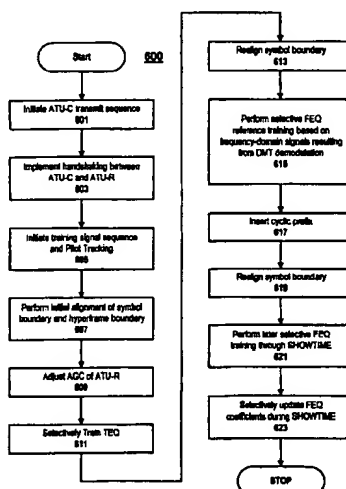 Start
600
Initiate ATU-C transmit sequence
601
Implement handshaking between
ATU-C and ATU-R
603
Initiate training signal sequence
and Pilot Tracking
605
Perform initial alignment of symbol
boundary and hyperframe boundary
607
Adjust AGC of ATU-R
609
Selectively Train TEQ
611
Realign symbol boundary
613
Perform selective FEQ
reference training based on
frequency-domain signals resulting
from DMT demodulation
615
Insert cyclic prefix
617
Realign symbol boundary
619
Perform later selective FEQ
training through SHOWTIME
621
Selectively update FEQ
coefficients during SHOWTIME
623
STOP